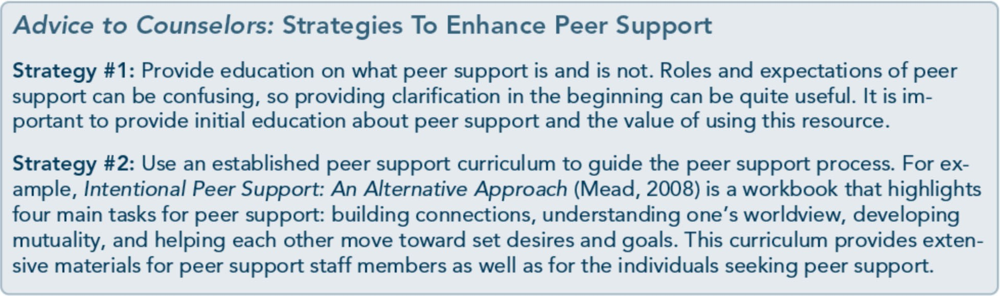 Advice to Counselors: Strategies To Enhance Peer Support
Strategy #1: Provide education on what peer support is and is not. Roles and expectations of peer
support can be confusing, so providing clarification in the beginning can be quite useful. It is im-
portant to provide initial education about peer support and the value of using this resource.
Strategy #2: Use an established peer support curriculum to guide the peer support process. For ex-
ample, Intentional Peer Support: An Alternative Approach (Mead, 2008) is a workbook that highlights
four main tasks for peer support: building connections, understanding one’s worldview, developing
mutuality, and helping each other move toward set desires and goals. This curriculum provides exten-
sive materials for peer support staff members as well as for the individuals seeking peer support.